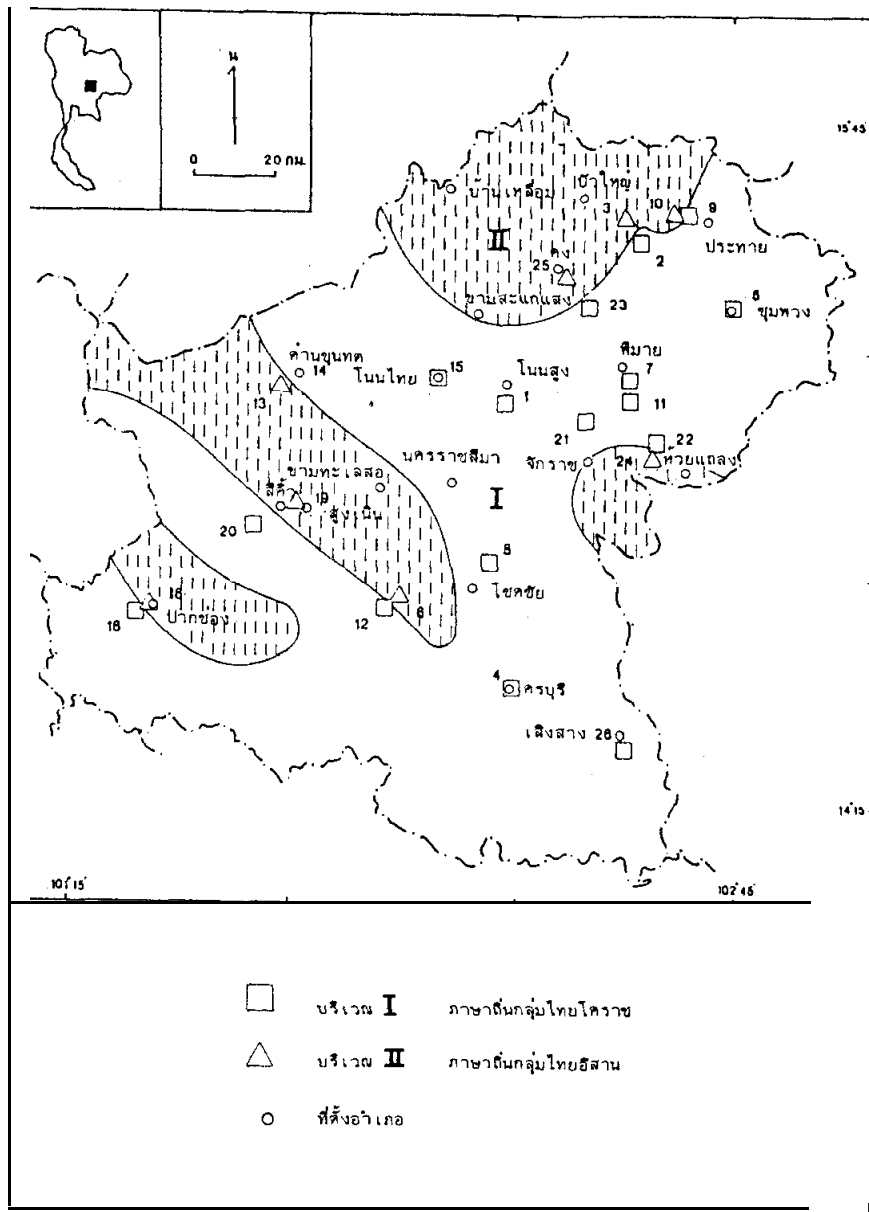 น
0 20 กม.
15°45'
บ้านเหลื่อม
บัวใหญ่
3
10
9
ประทาย
2
II
คง
25
ขามสะแกแสง
23
5
ชุมพวง
ด่านขุนทด
14
โนนไทย
15
โนนสูง
1
พิมาย
7
11
13
21
22
นครราชสีมา
จักราช
24
ห้วยแถลง
ขามทะเลสอ
สีคิ้ว
19
สูงเนิน
I
20
8
โชคชัย
16
ปากช่อง
18
12
6
4
ครบุรี
เสิงสาง
26
14°15'
101°15'
102°45'
บริเวณ I ภาษาถิ่นกลุ่มไทยโคราช
บริเวณ II ภาษาถิ่นกลุ่มไทยอีสาน
ที่ตั้งอำเภอ